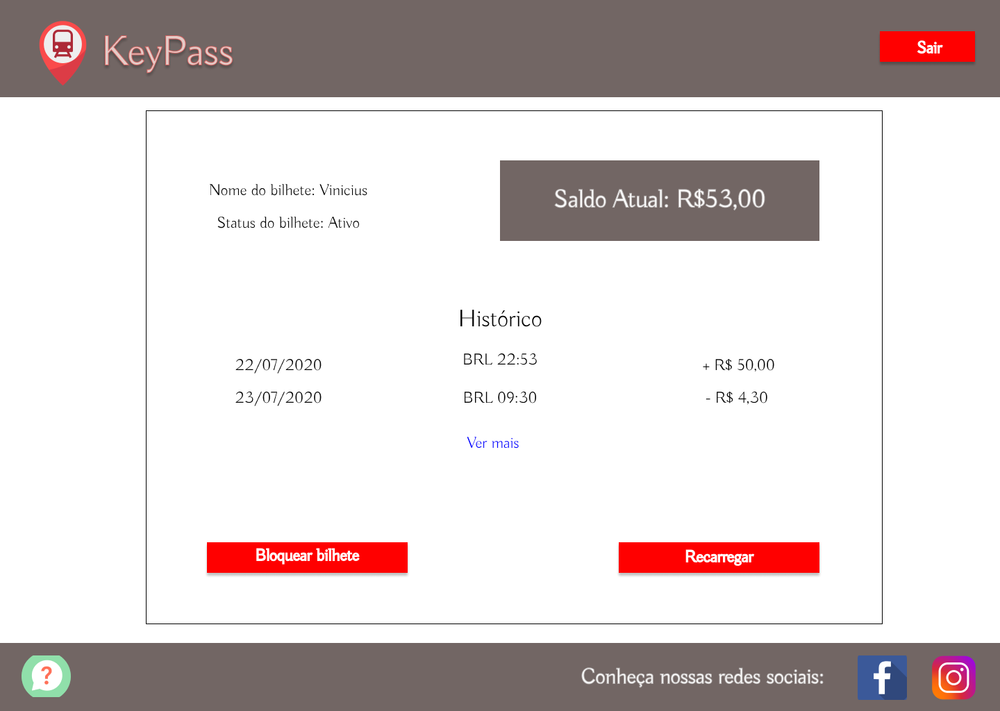 KeyPass
Sair
Nome do bilhete: Vinicius
Status do bilhete: Ativo
Saldo Atual: R$53,00
Histórico
22/07/2020 BRL 22:53 + R$ 50,00
23/07/2020 BRL 09:30 - R$ 4,30
Ver mais
Bloquear bilhete
Recarregar
?
Conheça nossas redes sociais:
f